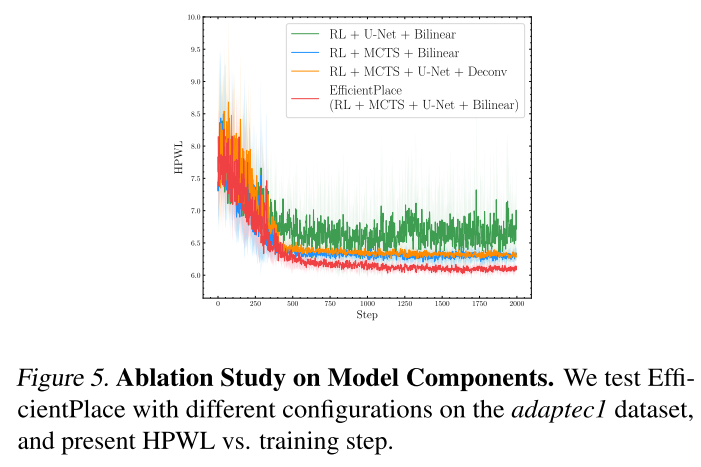 10.0
9.5
9.0
8.5
8.0
7.5
7.0
6.5
6.0
HPWL
RL + U-Net + Bilinear
RL + MCTS + Bilinear
RL + MCTS + U-Net + Deconv
EfficientPlace
(RL + MCTS + U-Net + Bilinear)
0 250 500 750 1000 1250 1500 1750 2000
Step
Figure 5. Ablation Study on Model Components. We test Effi-
cientPlace with different configurations on the adaptec1 dataset,
and present HPWL vs. training step.